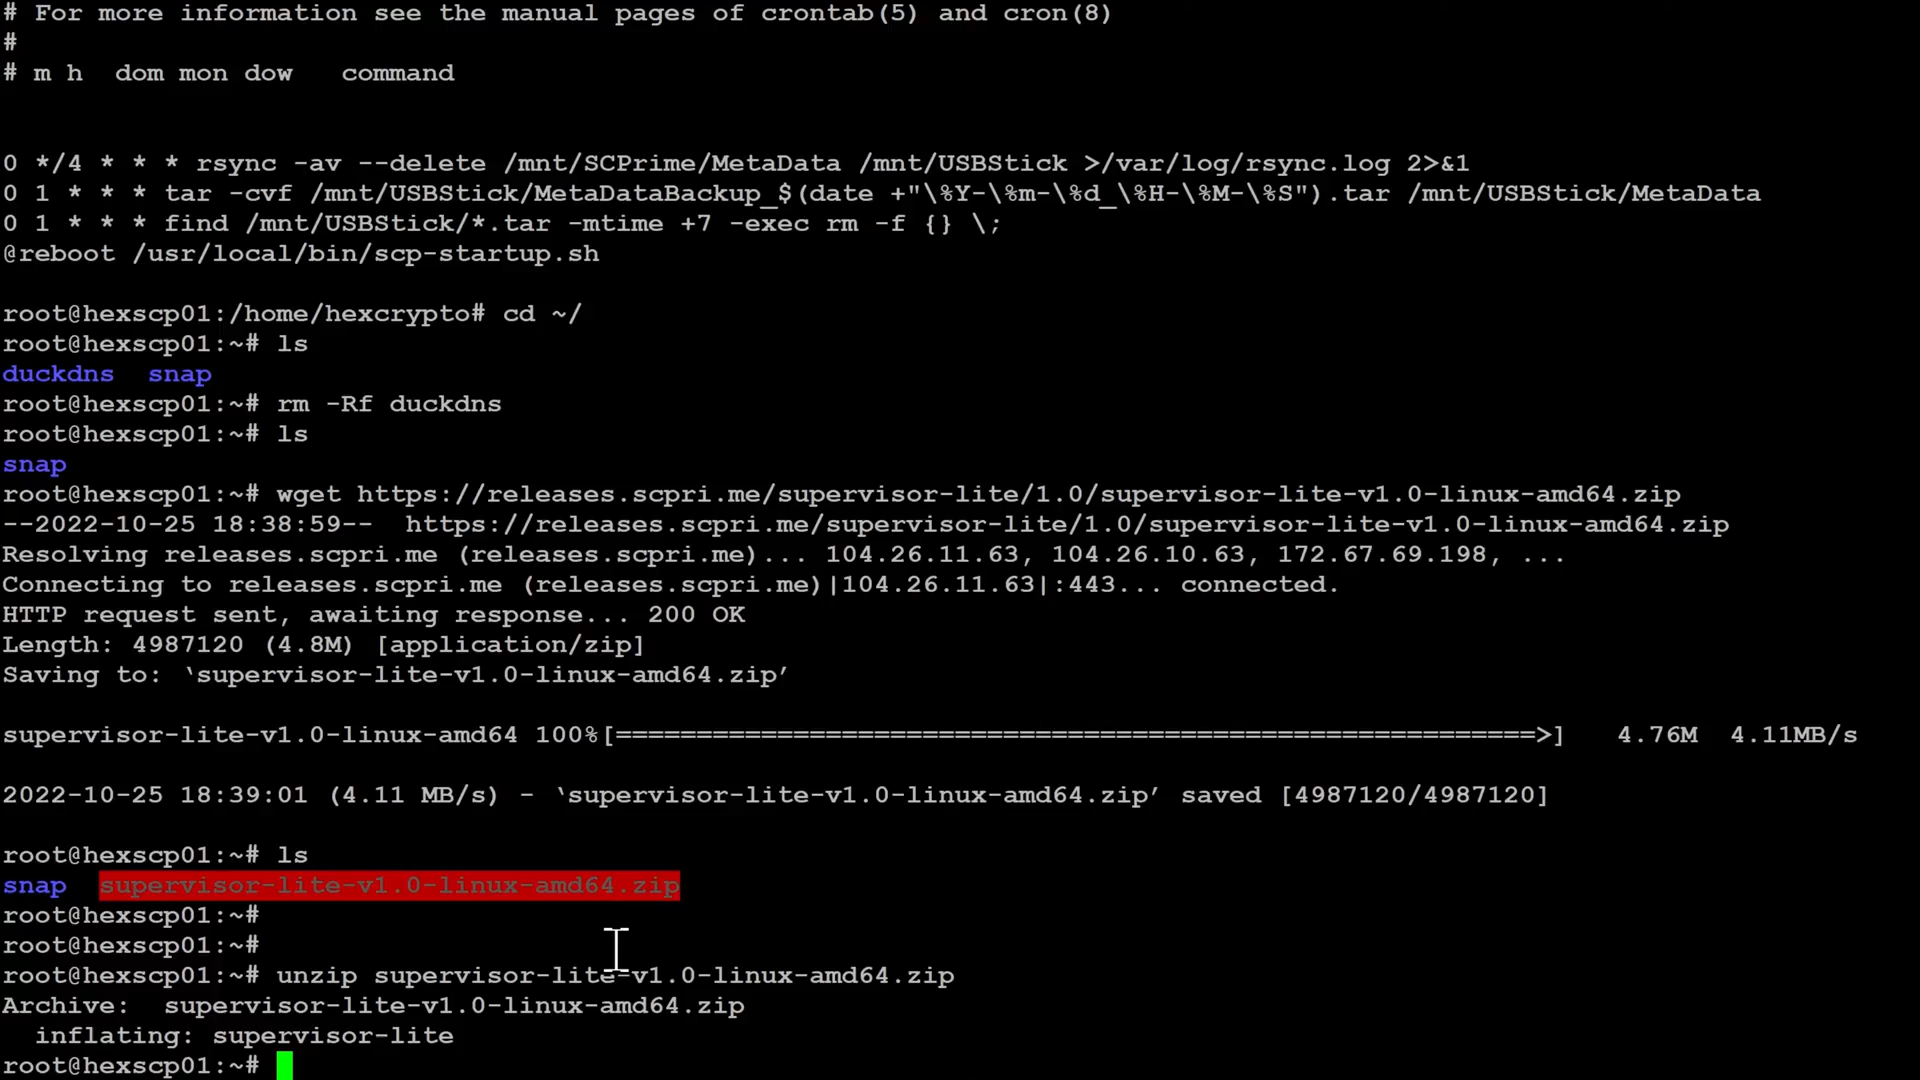 # For more information see the manual pages of crontab(5) and cron(8)
#
# m h  dom mon dow   command
0 */4 * * * rsync -av --delete /mnt/SCPrime/MetaData /mnt/USBStick >/var/log/rsync.log 2>&1
0 1 * * * tar -cvf /mnt/USBStick/MetaDataBackup_$(date +"\%Y-\%m-\%d_\%H-\%M-\%S").tar /mnt/USBStick/MetaData
0 1 * * * find /mnt/USBStick/*.tar -mtime +7 -exec rm -f {} \;
@reboot /usr/local/bin/scp-startup.sh
root@hexscp01:/home/hexcrypto# cd ~/
root@hexscp01:~# ls
duckdns  snap
root@hexscp01:~# rm -Rf duckdns
root@hexscp01:~# ls
snap
root@hexscp01:~# wget https://releases.scpri.me/supervisor-lite/1.0/supervisor-lite-v1.0-linux-amd64.zip
--2022-10-25 18:38:59--  https://releases.scpri.me/supervisor-lite/1.0/supervisor-lite-v1.0-linux-amd64.zip
Resolving releases.scpri.me (releases.scpri.me)... 104.26.11.63, 104.26.10.63, 172.67.69.198, ...
Connecting to releases.scpri.me (releases.scpri.me)|104.26.11.63|:443... connected.
HTTP request sent, awaiting response... 200 OK
Length: 4987120 (4.8M) [application/zip]
Saving to: ‘supervisor-lite-v1.0-linux-amd64.zip’
supervisor-lite-v1.0-linux-amd64 100%[=========================================================>]   4.76M  4.11MB/s
2022-10-25 18:39:01 (4.11 MB/s) - ‘supervisor-lite-v1.0-linux-amd64.zip’ saved [4987120/4987120]
root@hexscp01:~# ls
snap  supervisor-lite-v1.0-linux-amd64.zip
root@hexscp01:~#
root@hexscp01:~#
root@hexscp01:~# unzip supervisor-lite-v1.0-linux-amd64.zip
Archive:  supervisor-lite-v1.0-linux-amd64.zip
  inflating: supervisor-lite
root@hexscp01:~#